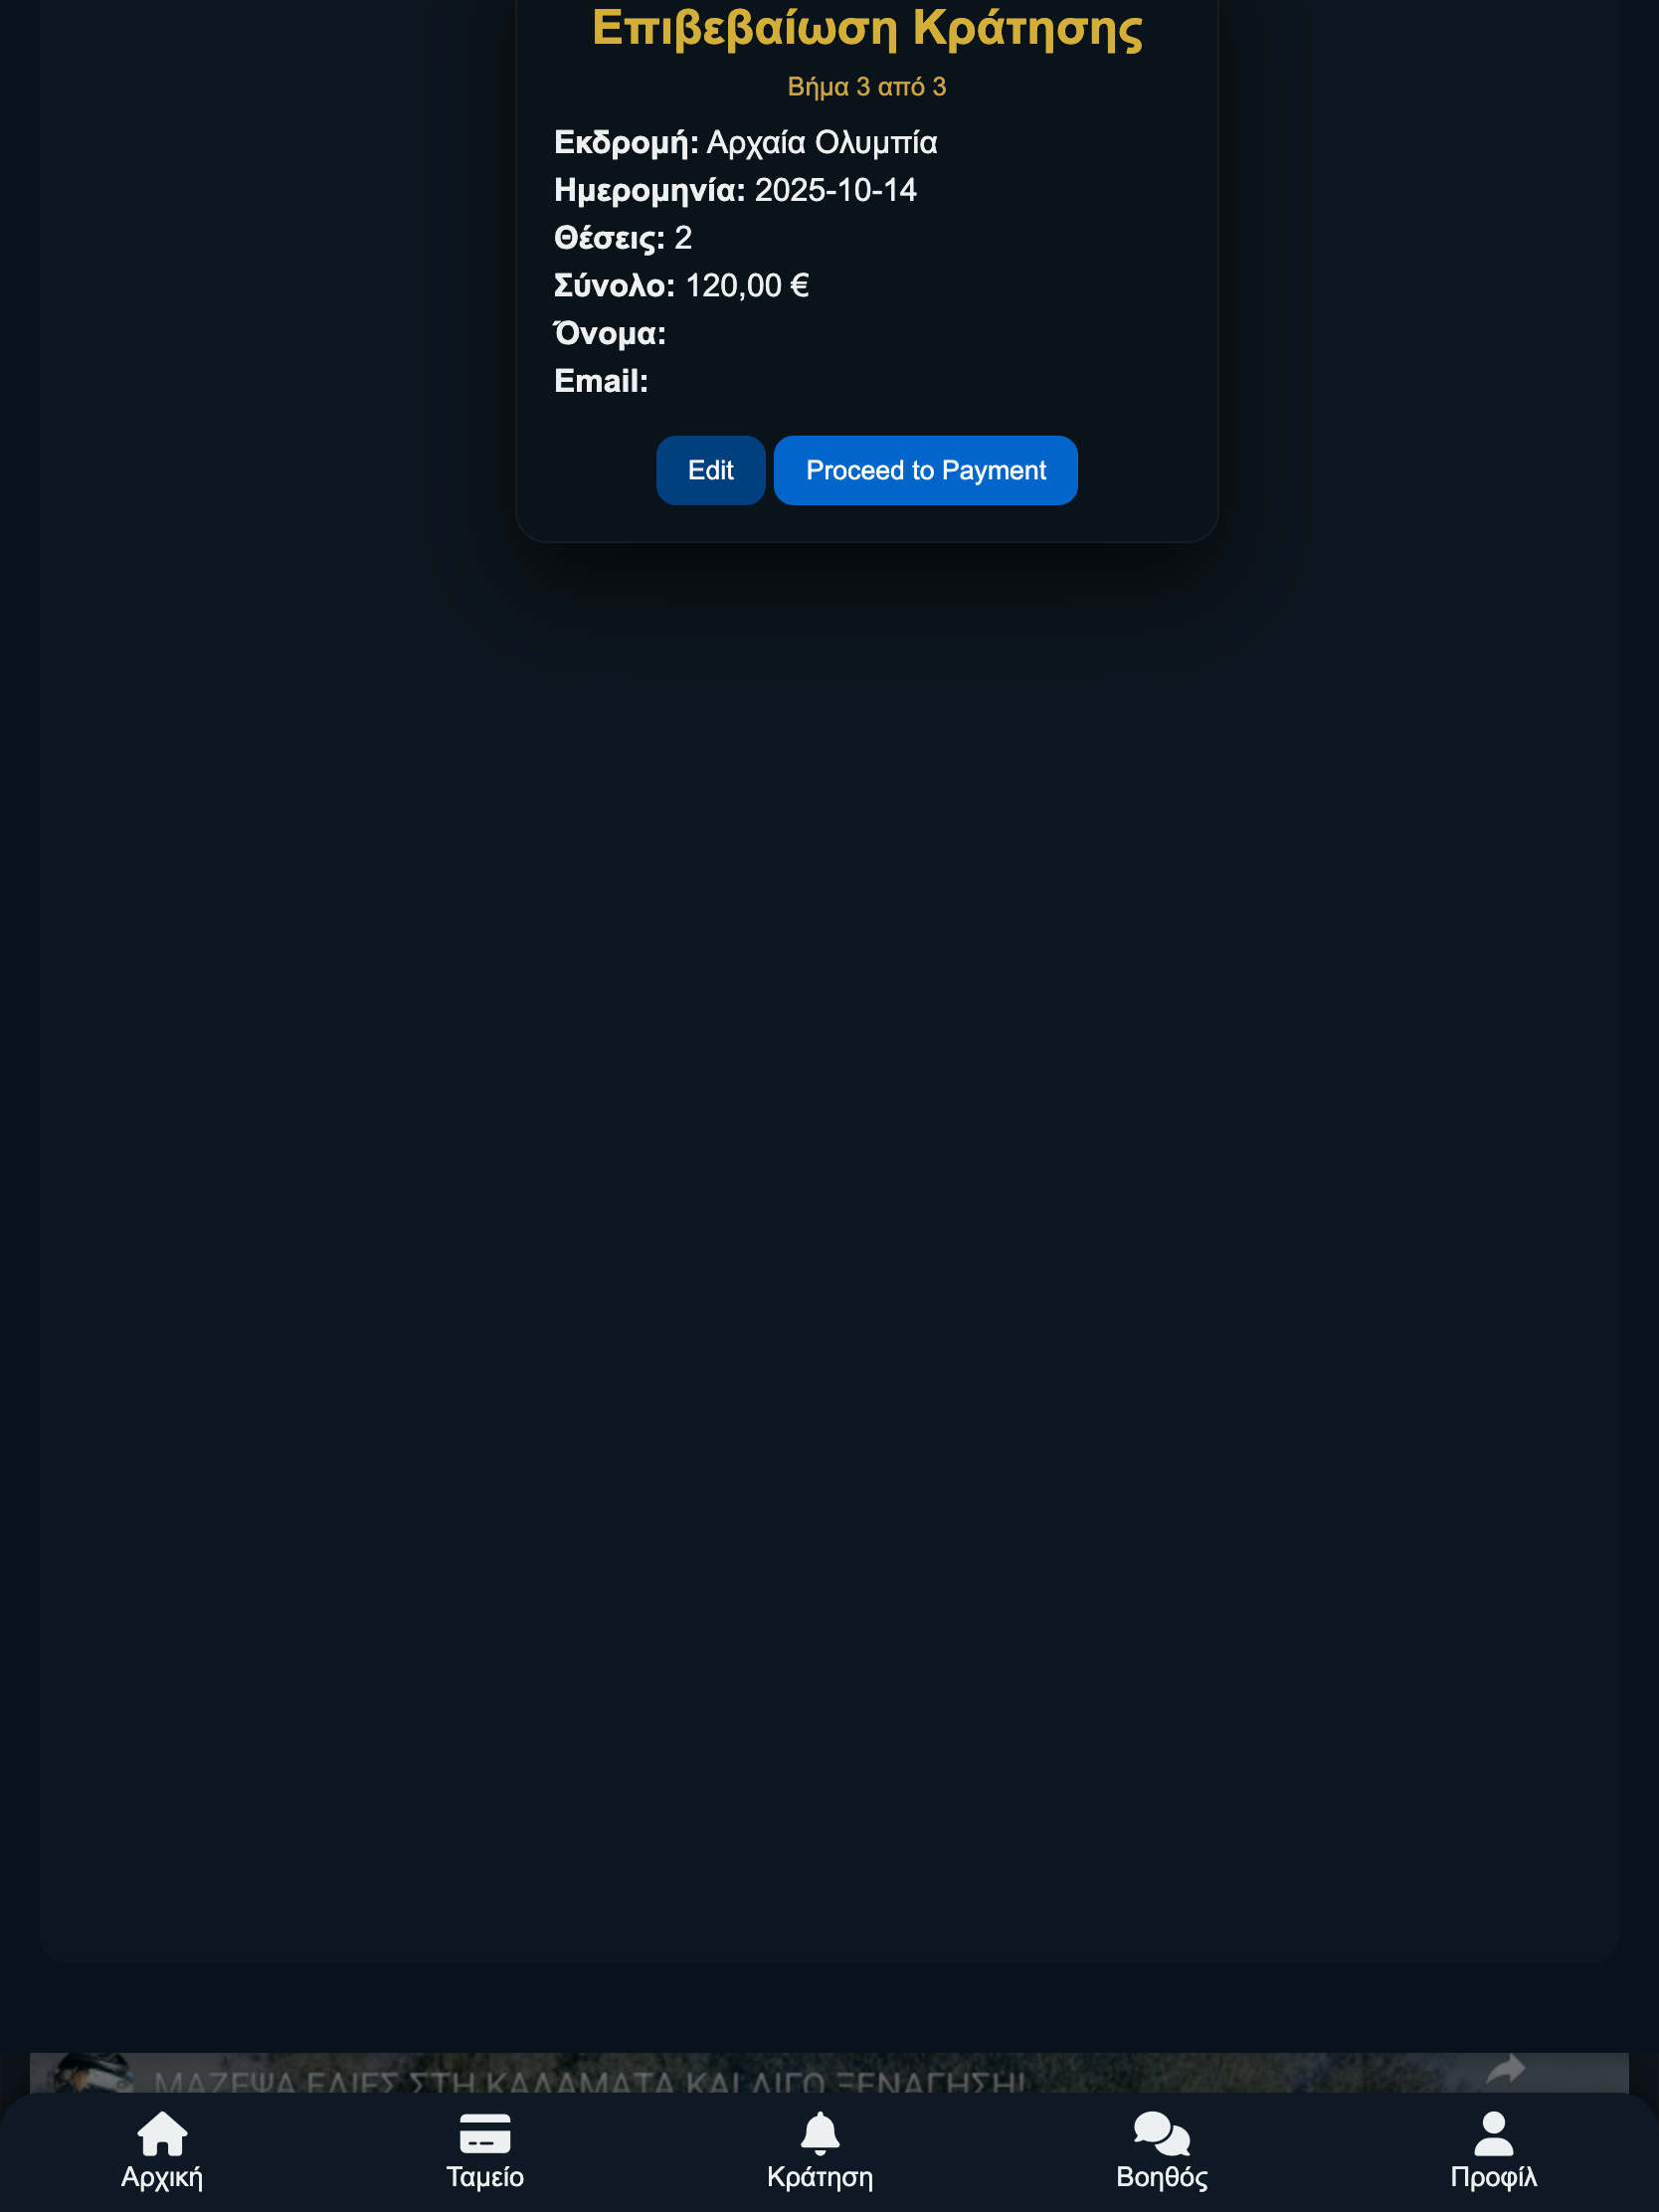 Επιβεβαίωση Κράτησης
Βήμα 3 από 3
Εκδρομή: Αρχαία Ολυμπία
Ημερομηνία: 2025-10-14
Θέσεις: 2
Σύνολο: 120,00 €
Όνομα:
Email:
Edit
Proceed to Payment
ΜΑΖΕΨΑ ΕΛΙΕΣ ΣΤΗ ΚΑΛΑΜΑΤΑ ΚΑΙ ΛΙΓΟ ΞΕΝΑΓΗΣΗ!
Αρχική
Ταμείο
Κράτηση
Βοηθός
Προφίλ